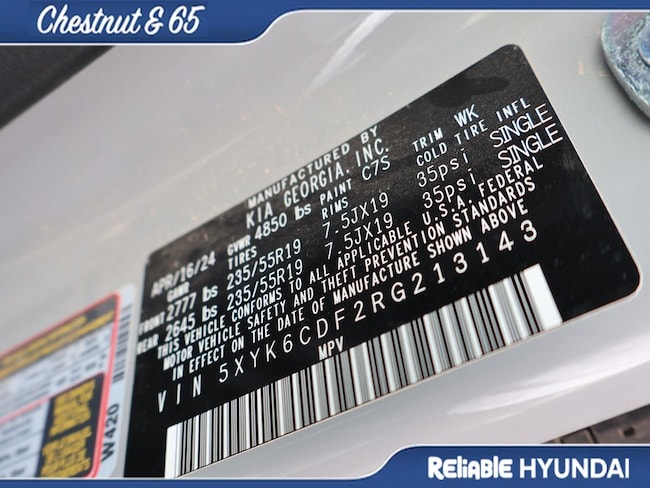 Chestnut & 65
MANUFACTURED BY
KIA GEORGIA. INC.
APR/16/24 GVWR 4850 lbs PAINT C7S TRIM WK
GAWR TIRES RIMS COLD TIRE INFL
FRONT 2777 lbs 235/55R19 7.5JX19 35psi SINGLE
REAR 2645 lbs 235/55R19 7.5JX19 35psi SINGLE
THIS VEHICLE CONFORMS TO ALL APPLICABLE U.S.A. FEDERAL
MOTOR VEHICLE SAFETY AND THEFT PREVENTION STANDARDS
IN EFFECT ON THE DATE OF MANUFACTURE SHOWN ABOVE
VIN 5XYK6CDF2RG213143
MPV
W420
Reliable HYUNDAI